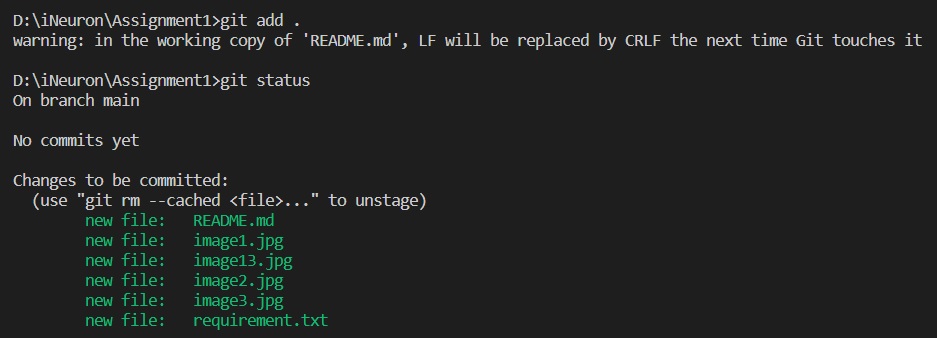 D:\iNeuron\Assignment1>git add .
warning: in the working copy of 'README.md', LF will be replaced by CRLF the next time Git touches it
D:\iNeuron\Assignment1>git status
On branch main
No commits yet
Changes to be committed:
(use "git rm --cached <file>..." to unstage)
new file: README.md
new file: image1.jpg
new file: image13.jpg
new file: image2.jpg
new file: image3.jpg
new file: requirement.txt